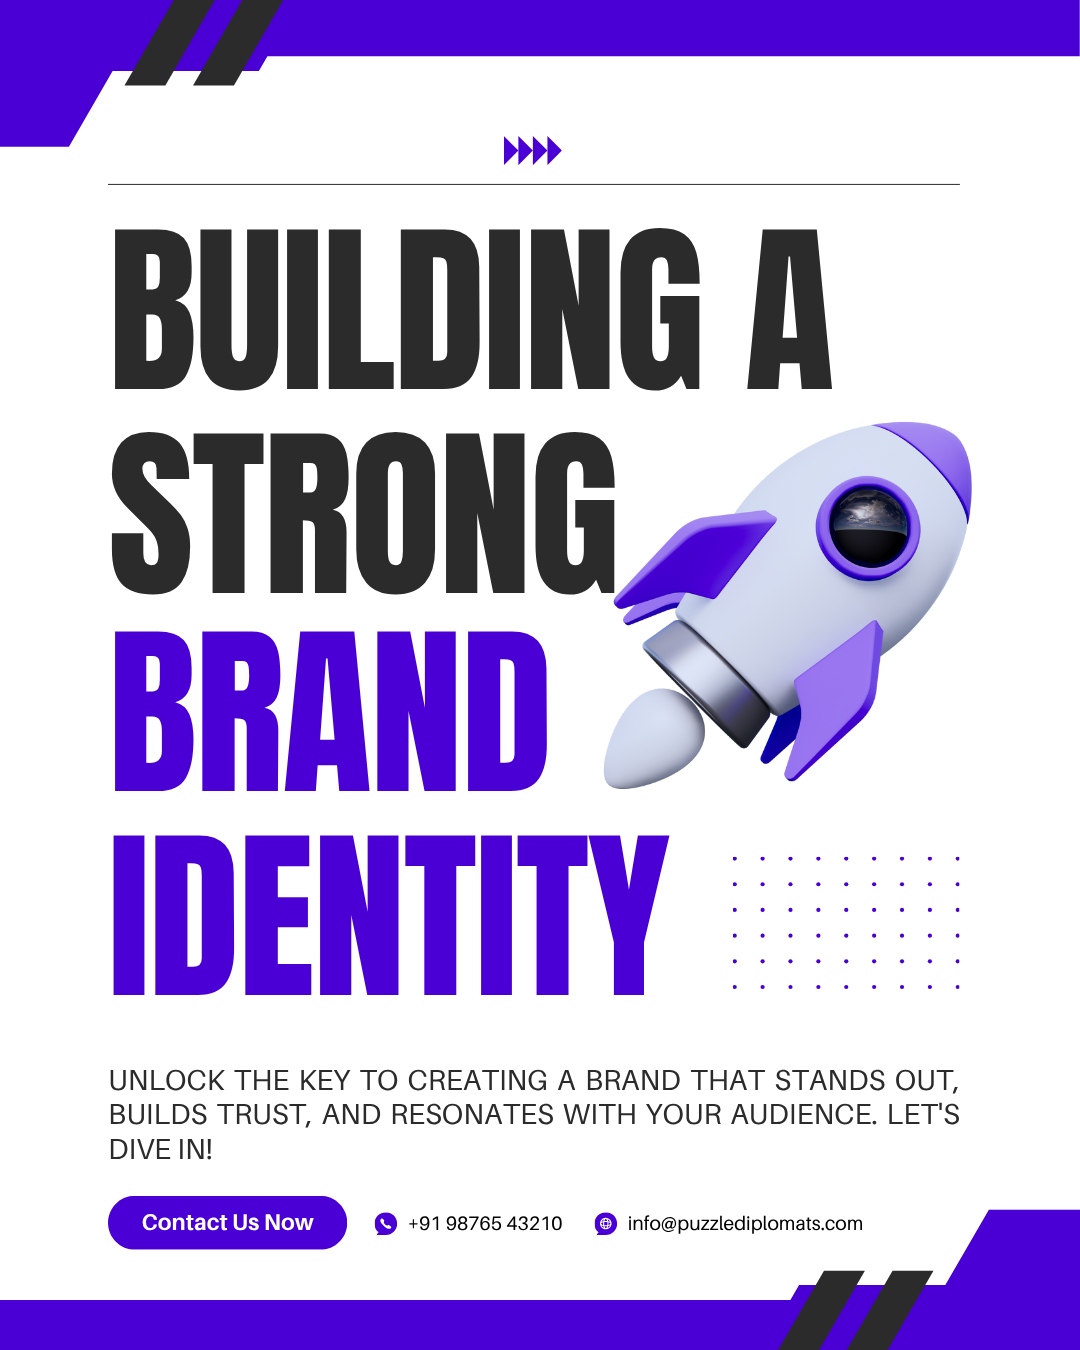 BUILDING A
STRONG
BRAND
IDENTITY
UNLOCK THE KEY TO CREATING A BRAND THAT STANDS OUT,
BUILDS TRUST, AND RESONATES WITH YOUR AUDIENCE. LET'S
DIVE IN!
Contact Us Now +91 98765 43210 info@puzzlediplomats.com